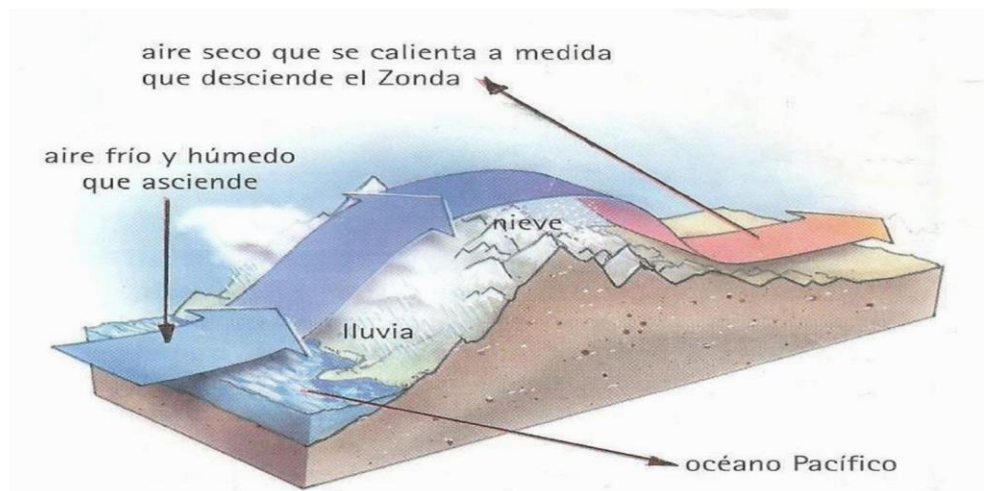 aire seco que se calienta a medida
que desciende el Zonda
aire frío y húmedo
que asciende
nieve
lluvia
océano Pacífico